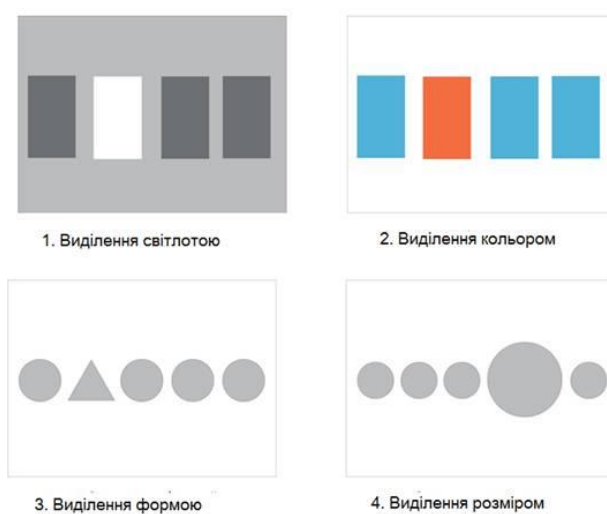 1. Виділення світлотою
2. Виділення кольором
3. Виділення формою
4. Виділення розміром